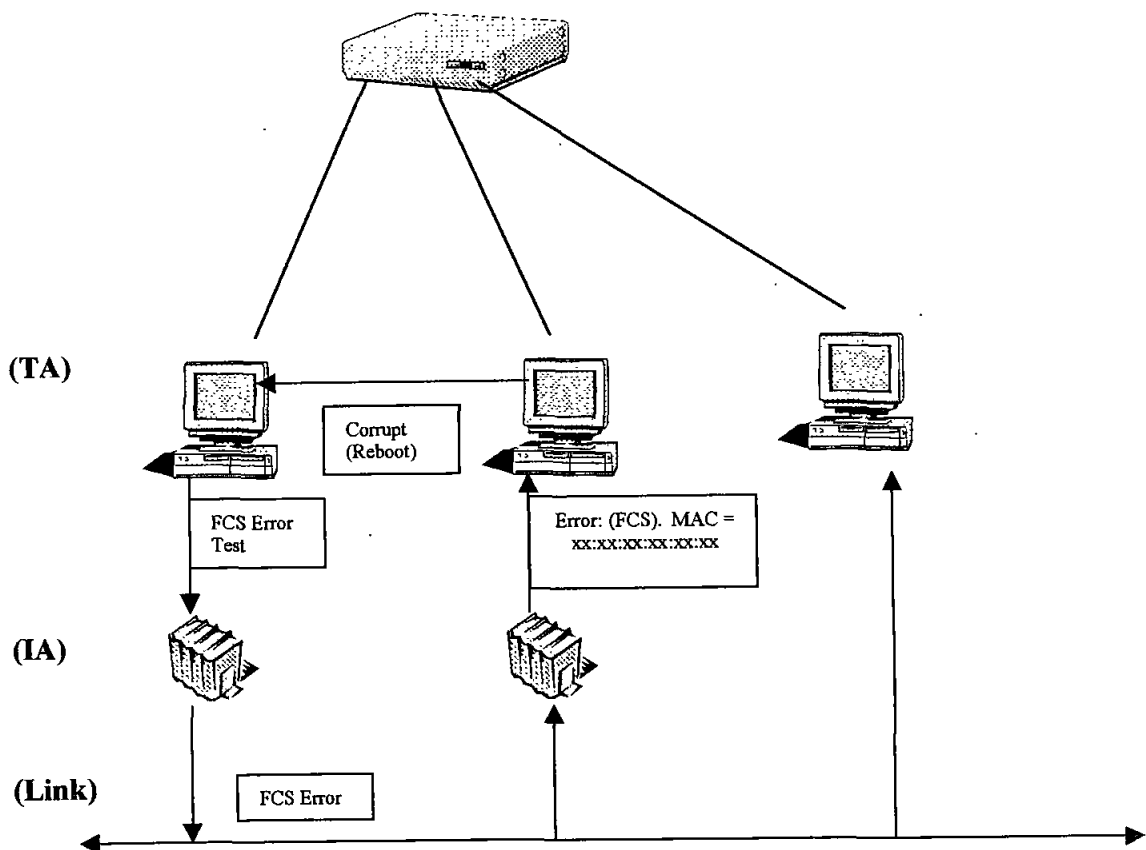 (TA)
Corrupt
(Reboot)
FCS Error
Test
Error: (FCS). MAC =
xx:xx:xx:xx:xx:xx
(IA)
(Link)
FCS Error